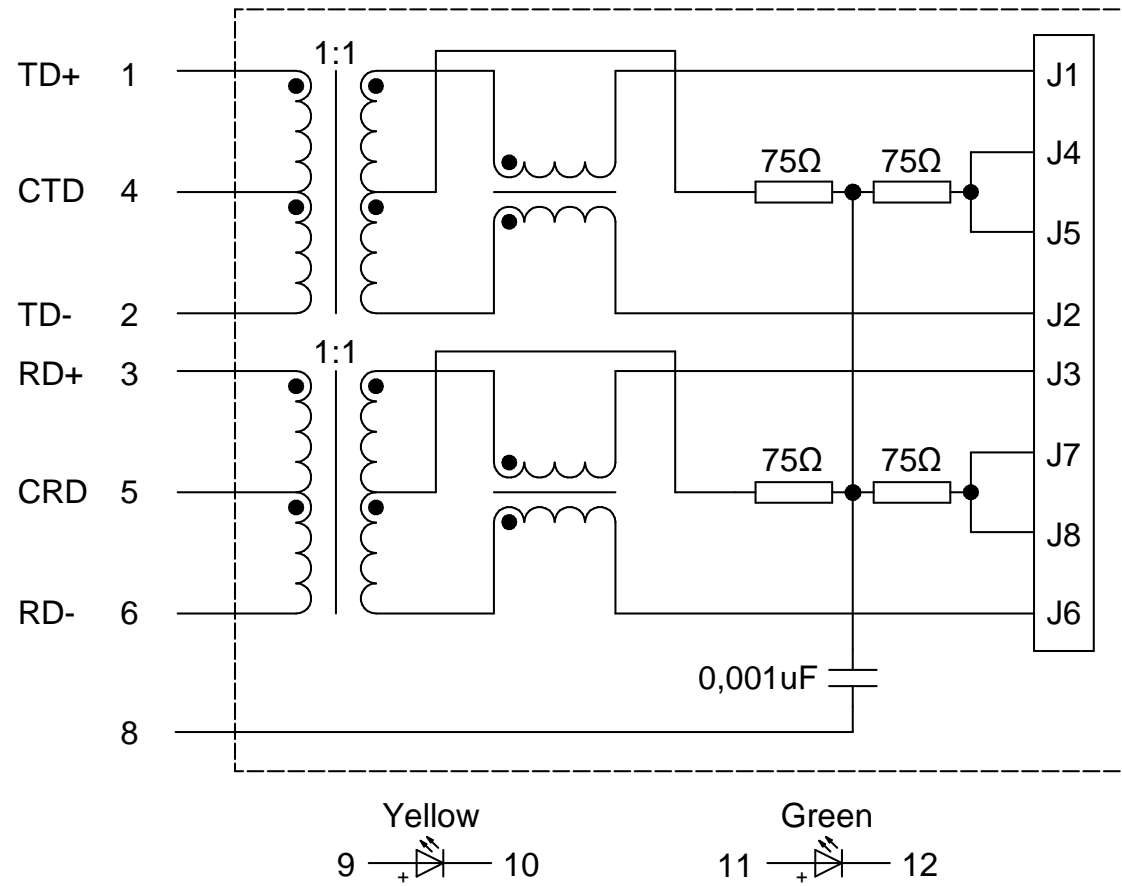 1:1
TD+ 1
J1
75Ω 75Ω
J4
CTD 4
J5
TD- 2
J2
1:1
RD+ 3
J3
75Ω 75Ω
J7
CRD 5
J8
RD- 6
J6
0,001uF
8
Yellow
9 + 10
Green
11 + 12